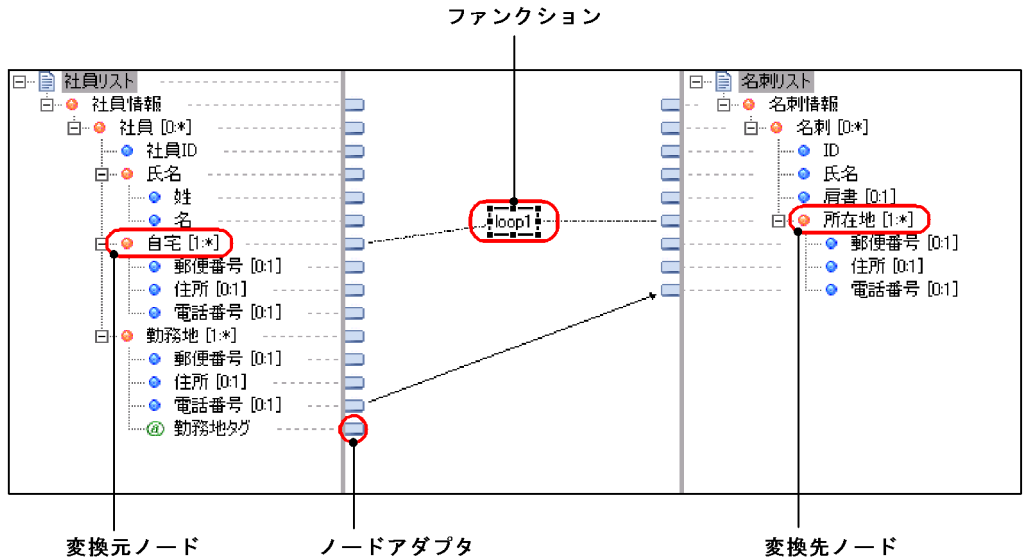 ファンクション
社員リスト
社員情報
社員 [0:*]
社員ID
氏名
姓
名
自宅 [1:*]
郵便番号 [0:1]
住所 [0:1]
電話番号 [0:1]
勤務地 [1:*]
郵便番号 [0:1]
住所 [0:1]
電話番号 [0:1]
@ 勤務地タグ
loop1
名刺リスト
名刺情報
名刺 [0:*]
ID
氏名
肩書 [0:1]
所在地 [1:*]
郵便番号 [0:1]
住所 [0:1]
電話番号 [0:1]
変換元ノード
ノードアダプタ
変換先ノード